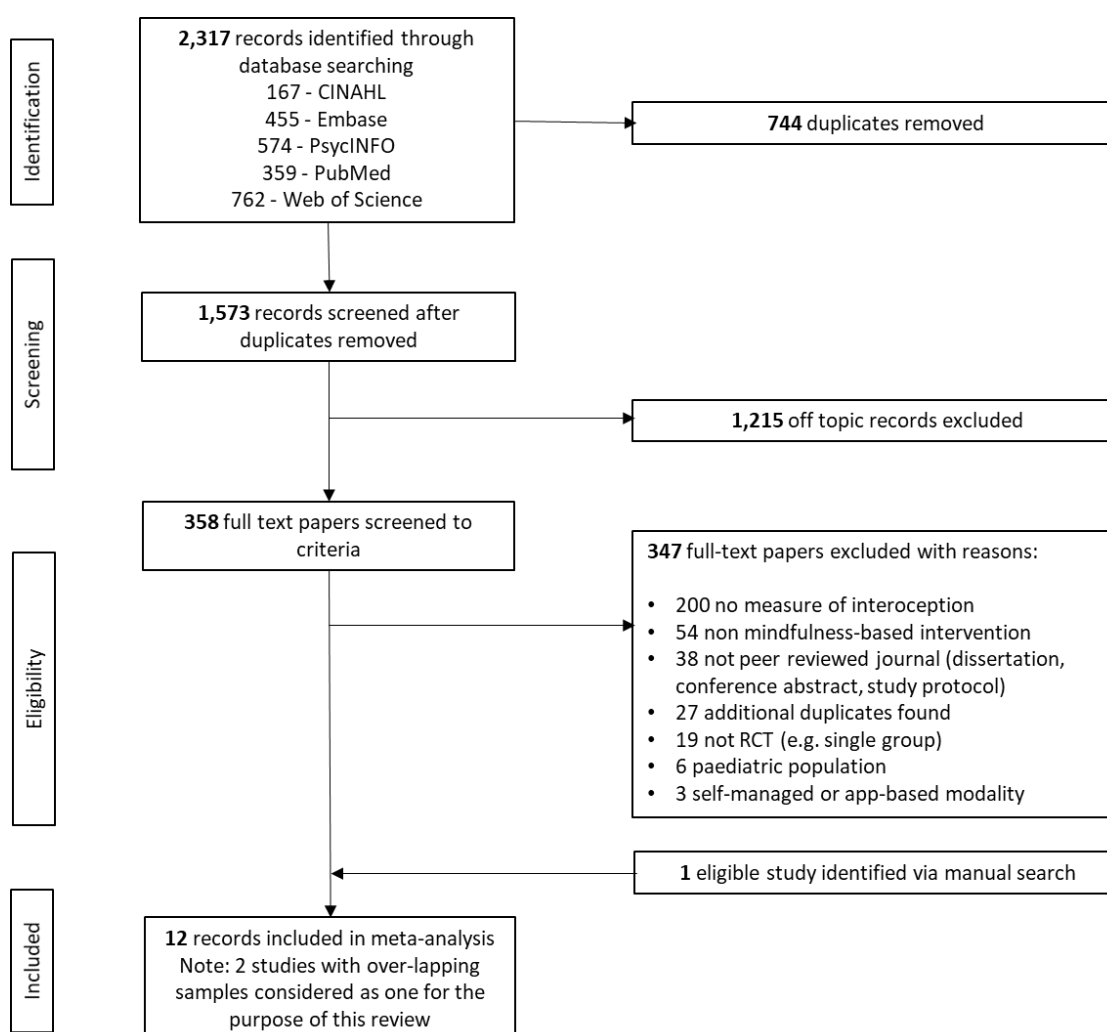 Identification
2,317 records identified through
database searching
167 - CINAHL
455 - Embase
574 - PsycINFO
359 - PubMed
762 - Web of Science
744 duplicates removed
Screening
1,573 records screened after
duplicates removed
1,215 off topic records excluded
358 full text papers screened to
criteria
Eligibility
347 full-text papers excluded with reasons:
• 200 no measure of interoception
• 54 non mindfulness-based intervention
• 38 not peer reviewed journal (dissertation,
conference abstract, study protocol)
• 27 additional duplicates found
• 19 not RCT (e.g. single group)
• 6 paediatric population
• 3 self-managed or app-based modality
1 eligible study identified via manual search
Included
12 records included in meta-analysis
Note: 2 studies with over-lapping
samples considered as one for the
purpose of this review